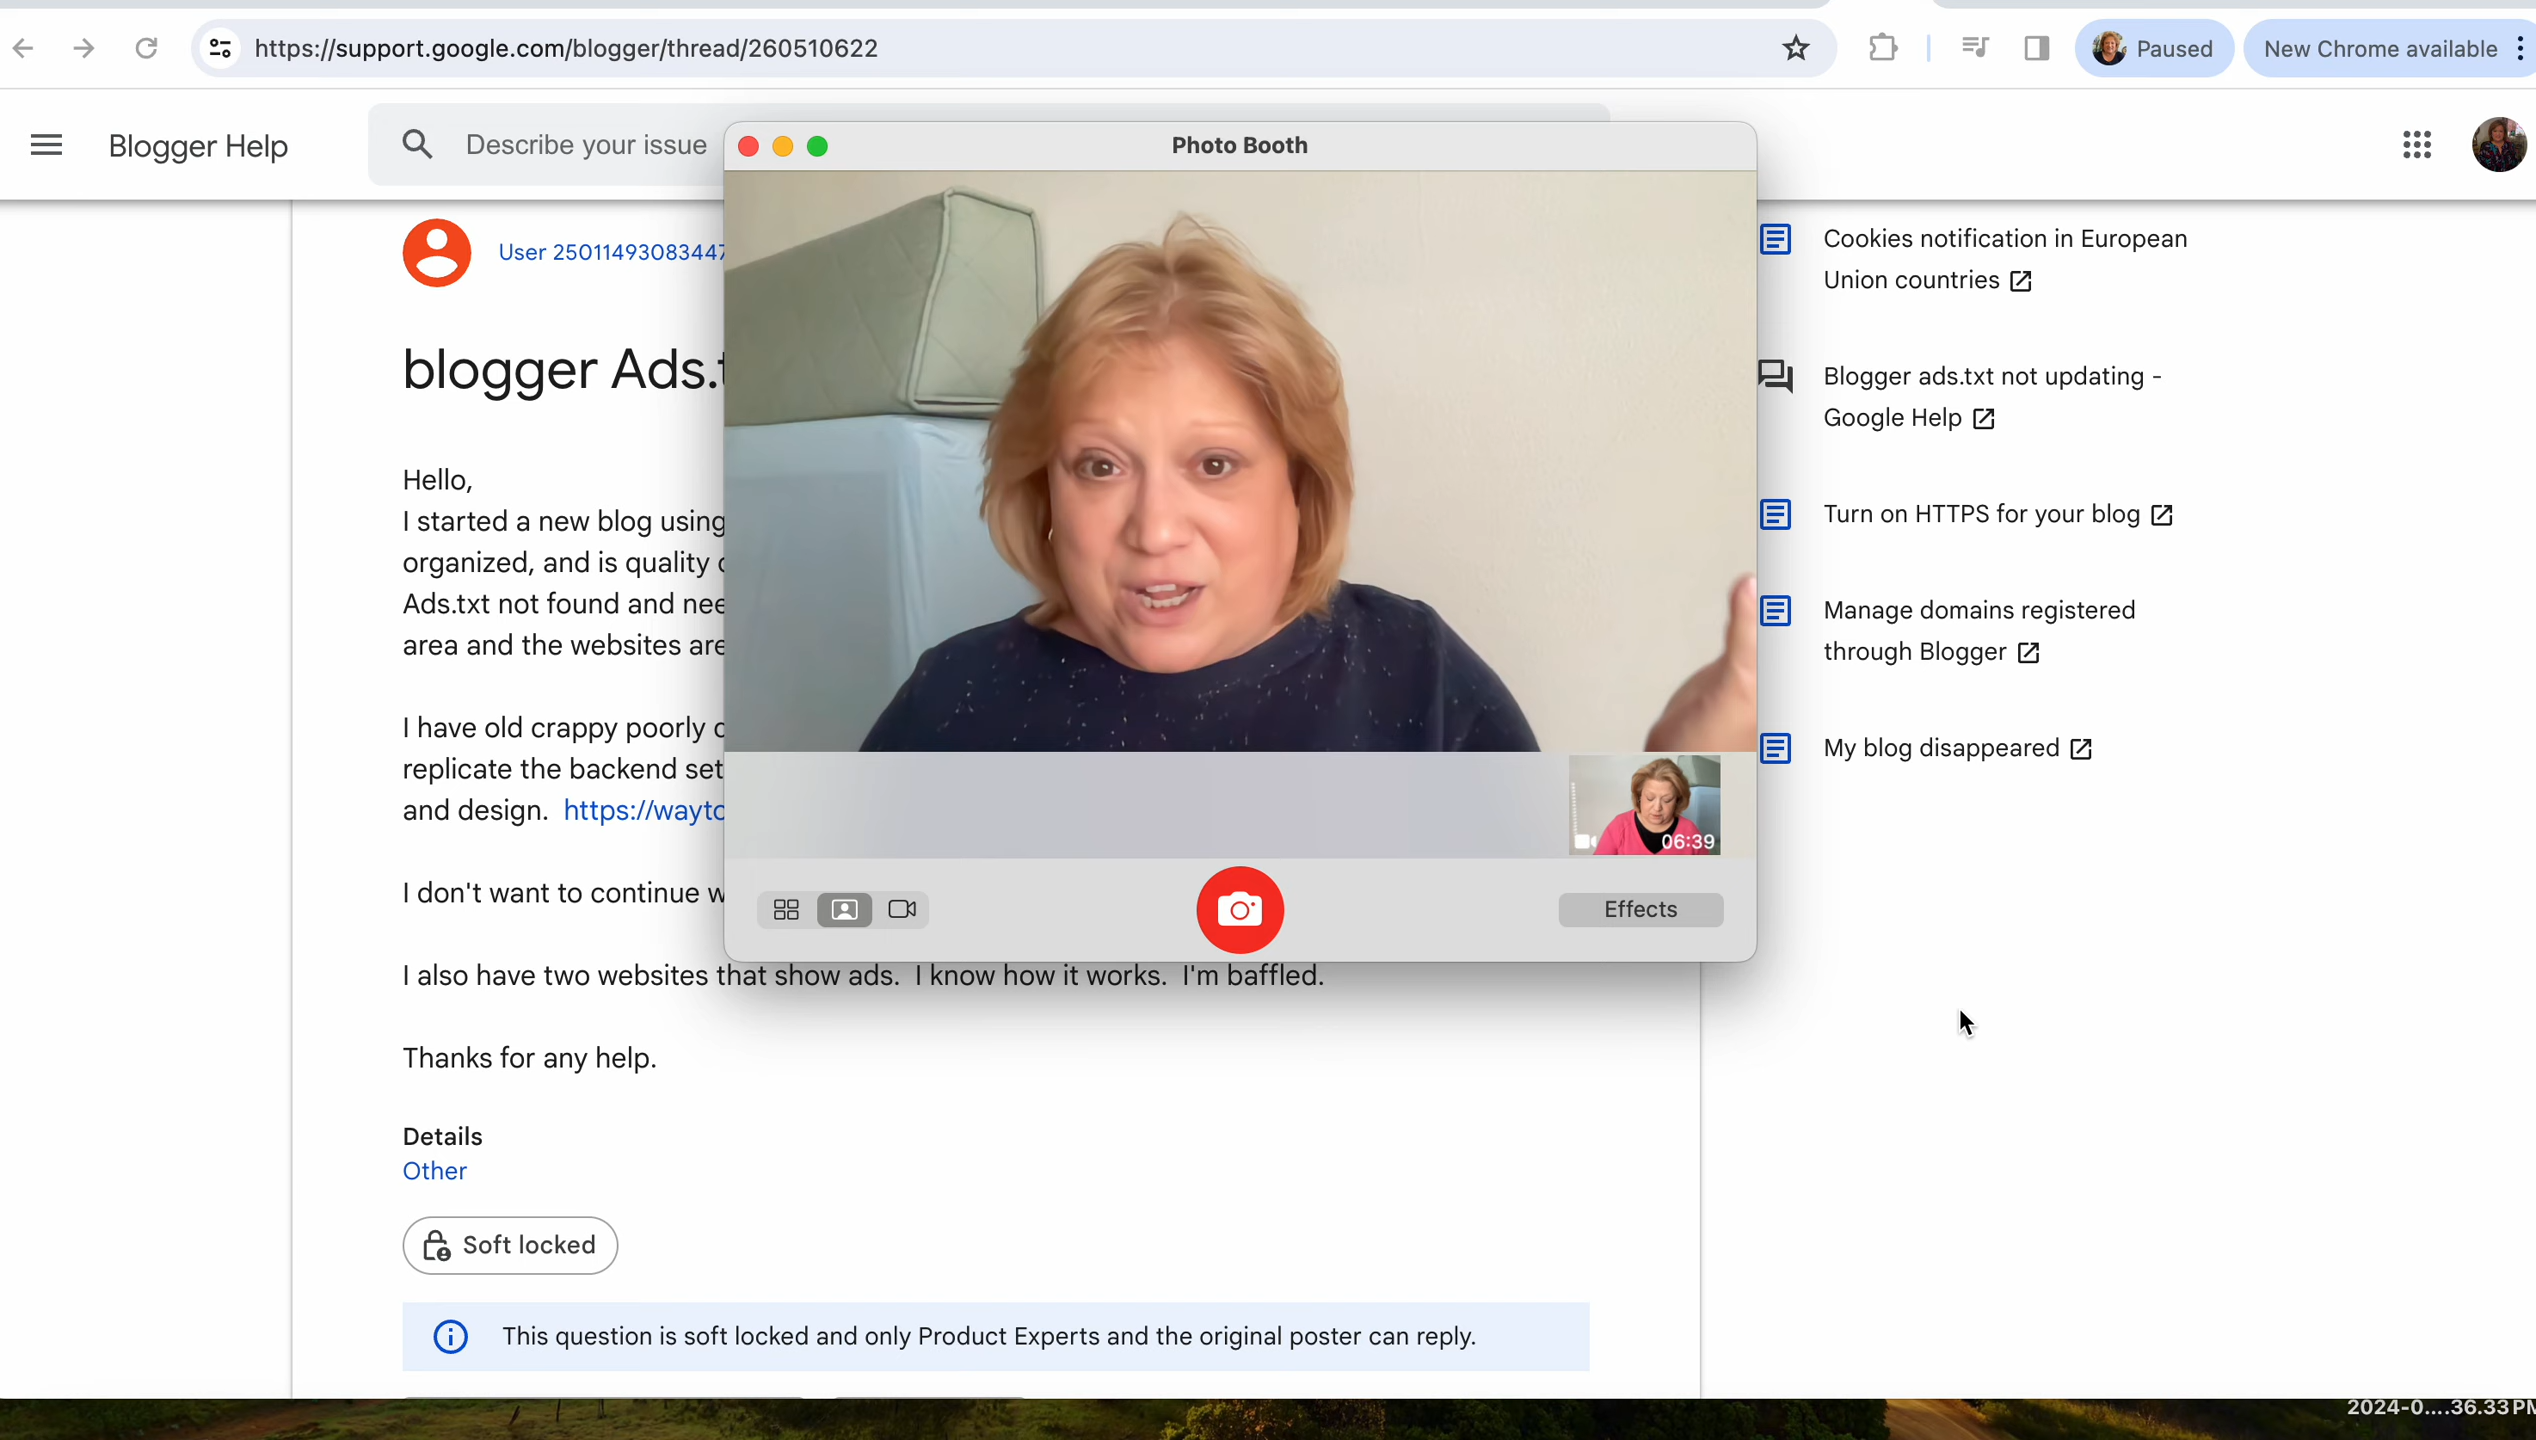 https://support.google.com/blogger/thread/260510622
Paused
New Chrome available
Blogger Help
Describe your issue
Photo Booth
User 25011493083447
blogger Ads.
Hello,
I started a new blog using
organized, and is quality
Ads.txt not found and
area and the websites are
I have old crappy poorly
replicate the backend
and design. https://wayto
I don't want to continue
I also have two websites that show ads. I know how it works. I'm baffled.
Thanks for any help.
Details
Other
Soft locked
This question is soft locked and only Product Experts and the original poster can reply.
06:39
Effects
Cookies notification in European
Union countries
Blogger ads.txt not updating -
Google Help
Turn on HTTPS for your blog
Manage domains registered
through Blogger
My blog disappeared
2024-0....36.33 PM